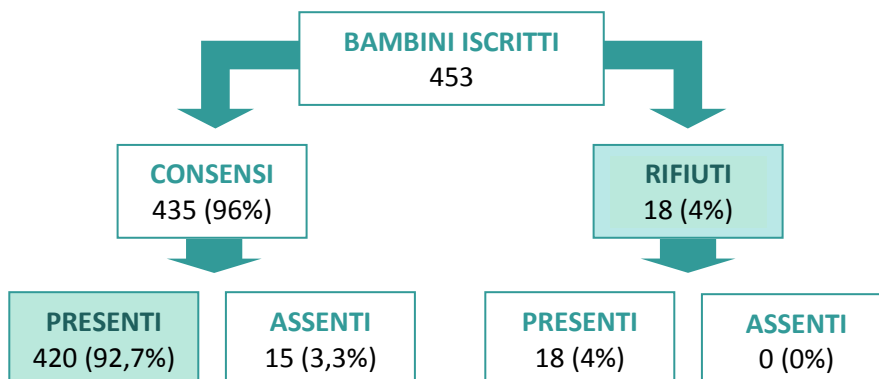 BAMBINI ISCRITTI
453
CONSENSI
435 (96%)
RIFIUTI
18 (4%)
PRESENTI
420 (92,7%)
ASSENTI
15 (3,3%)
PRESENTI
18 (4%)
ASSENTI
0 (0%)